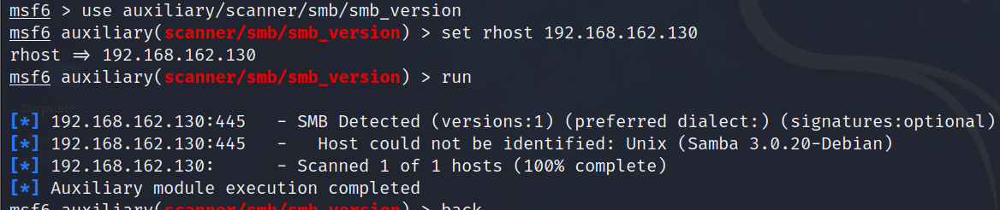 msf6 > use auxiliary/scanner/smb/smb_version
msf6 auxiliary(scanner/smb/smb_version) > set rhost 192.168.162.130
rhost ⇒ 192.168.162.130
msf6 auxiliary(scanner/smb/smb_version) > run
burpsuite
[*] 192.168.162.130:445   - SMB Detected (versions:1) (preferred dialect:) (signatures:optional)
[*] 192.168.162.130:445   -   Host could not be identified: Unix (Samba 3.0.20-Debian)
[*] 192.168.162.130:      - Scanned 1 of 1 hosts (100% complete)
[*] Auxiliary module execution completed
msf6 auxiliary(scanner/smb/smb_version) > back